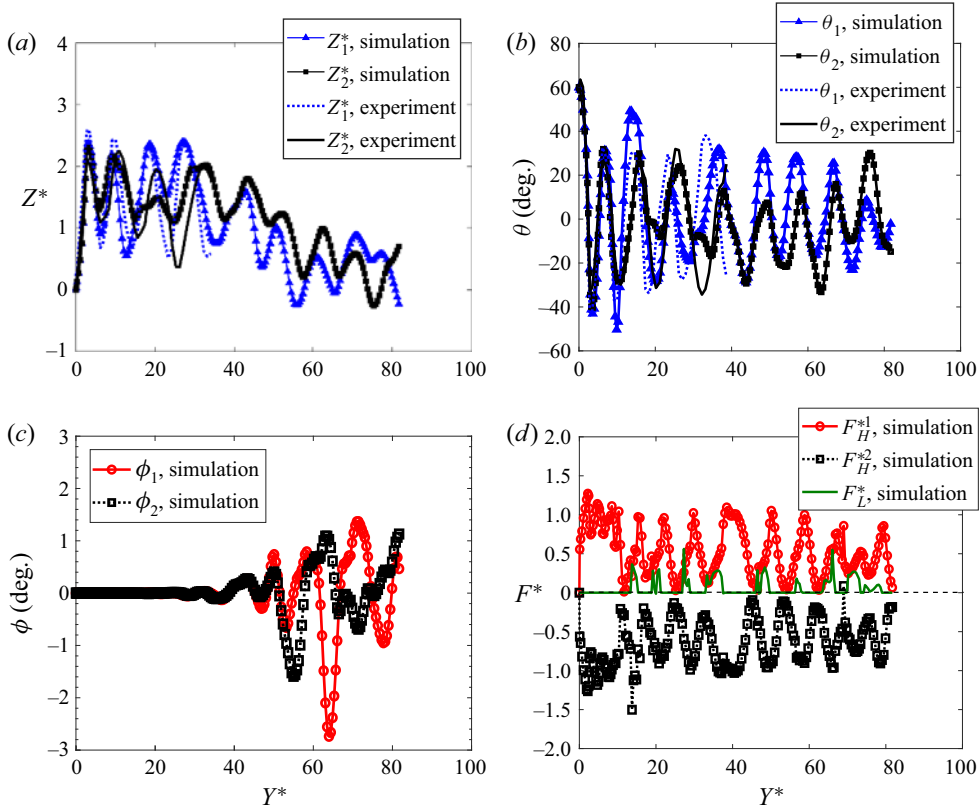 (a)
Z*1, simulation
Z*2, simulation
Z*1, experiment
Z*2, experiment
4
3
2
1
0
–1
Z*
0 20 40 60 80 100
(b)
θ1, simulation
θ2, simulation
θ1, experiment
θ2, experiment
80
60
40
20
0
–20
–40
–60
θ (deg.)
0 20 40 60 80 100
(c)
ϕ1, simulation
ϕ2, simulation
3
2
1
0
–1
–2
–3
ϕ (deg.)
0 20 40 60 80 100
Y*
(d)
F*1H, simulation
F*2H, simulation
F*L, simulation
2.0
1.5
1.0
0.5
0
–0.5
–1.0
–1.5
–2.0
F*
0 20 40 60 80 100
Y*